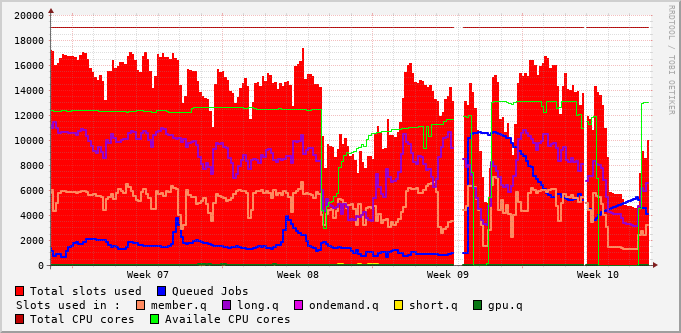 20000
18000
16000
14000
12000
10000
8000
6000
4000
2000
0
Week 07 Week 08 Week 09 Week 10
RRDTOOL / TOBI OETIKER
Total slots used Queued Jobs
Slots used in : member.q long.q ondemand.q short.q gpu.q
Total CPU cores Availale CPU cores